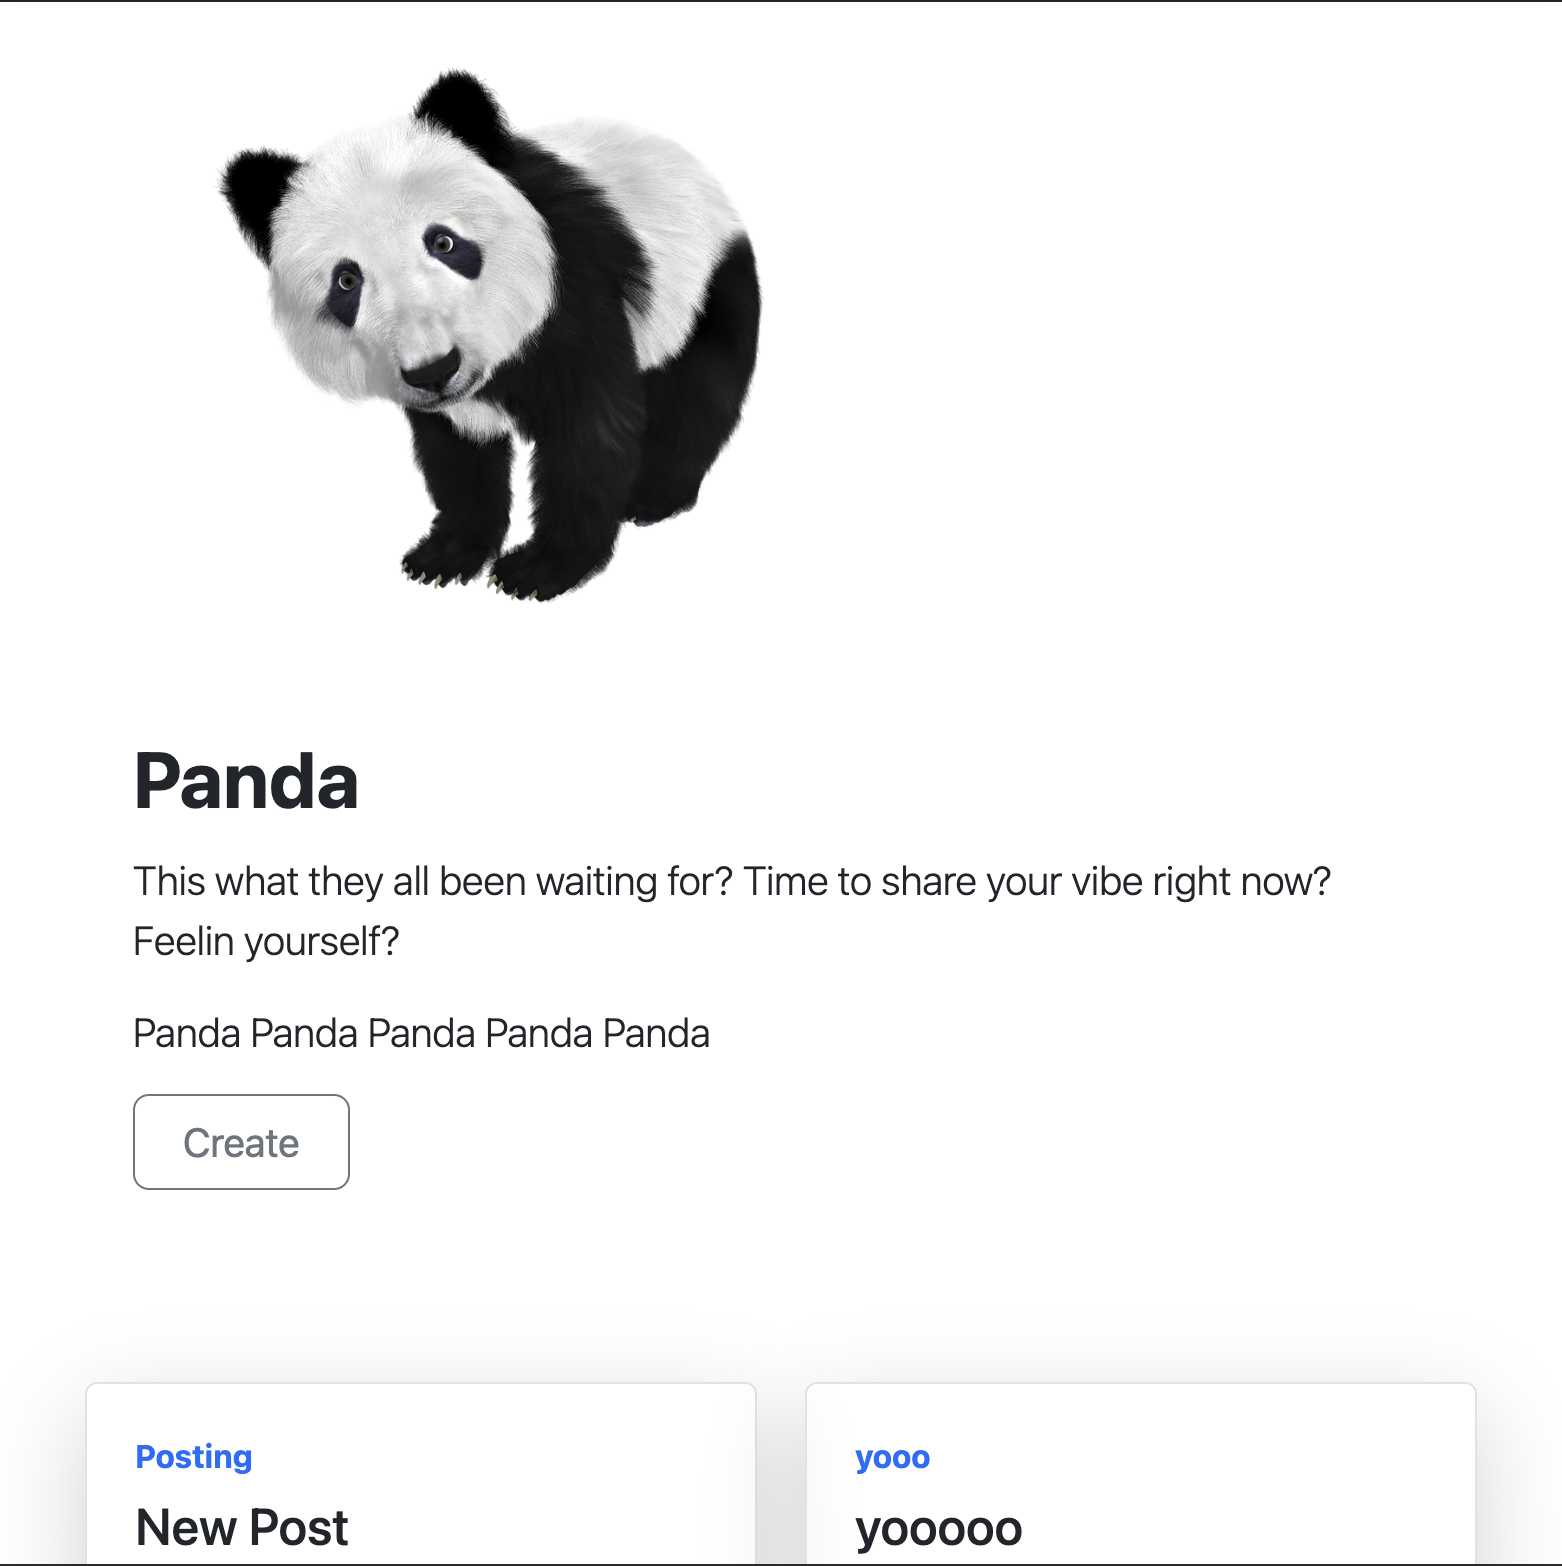 Panda
This what they all been waiting for? Time to share your vibe right now?
Feelin yourself?
Panda Panda Panda Panda Panda
Create
Posting
New Post
yooo
yooooo